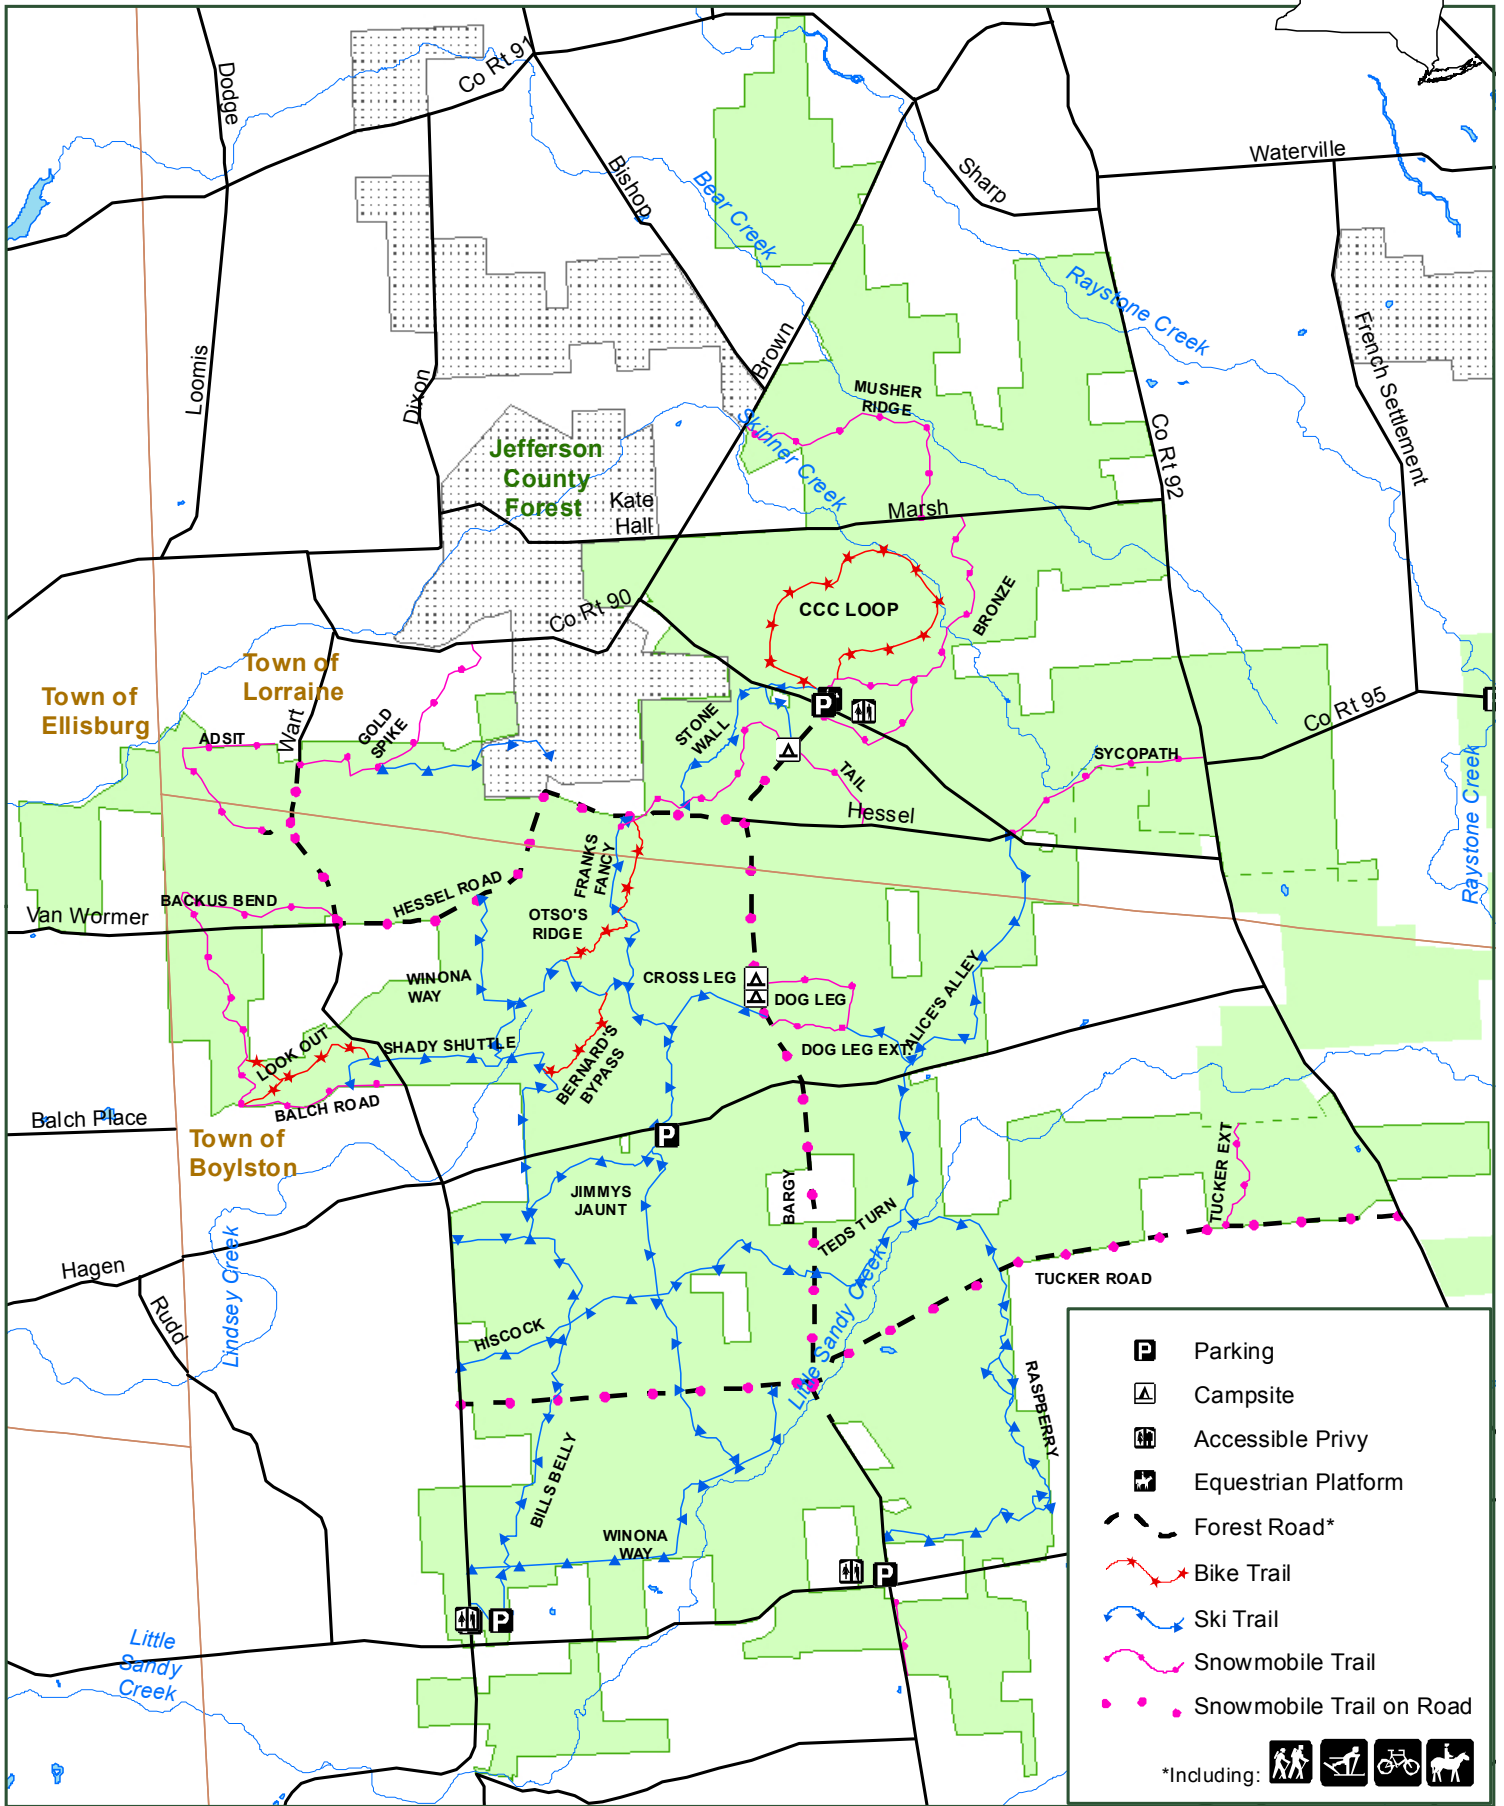 Co Rt 91
Dodge
Bishop
Bear Creek
Sharp
Waterville
Raystone Creek
French Settlement
Brown
Loomis
Dixon
MUSHER
RIDGE
Skinner Creek
Co Rt 92
Jefferson
County
Forest
Kate
Hall
Marsh
CCC LOOP
BRONZE
Co Rt 90
Town of
Lorraine
Town of
Ellisburg
Wart
ADSIT
GOLD
SPIKE
STONE
WALL
P
TAIL
Hessel
SYCOPATH
Co Rt 95
P
Raystone Creek
FRANKS
FANCY
BACKUS BEND
HESSEL ROAD
Van Wormer
OTSO'S
RIDGE
WINONA
WAY
CROSS LEG
DOG LEG
ALICE'S ALLEY
DOG LEG EXT.
LOOK OUT
SHADY SHUTTLE
BERNARD'S
BYPASS
BALCH ROAD
Balch Place
Town of
Boylston
P
JIMMYS
JAUNT
BARGY
TEDS TURN
TUCKER EXT
TUCKER ROAD
Hagen
Rudd
Lindsey Creek
HISCOCK
Little Sandy Creek
RASPBERRY
BILLS BELLY
WINONA
WAY
P
P
Little
Sandy
Creek
P Parking
Campsite
Accessible Privy
Equestrian Platform
Forest Road*
Bike Trail
Ski Trail
Snowmobile Trail
Snowmobile Trail on Road
*Including: